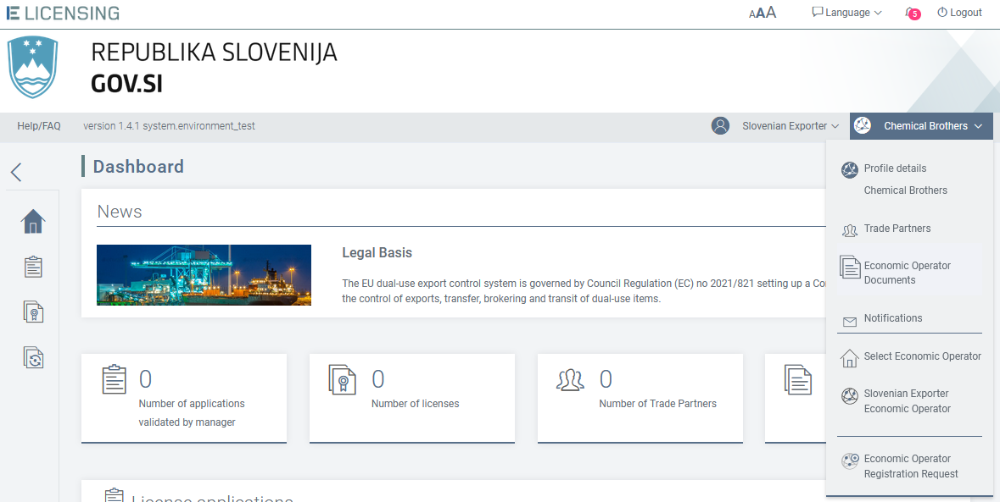 E LICENSING
AAA
Language
5
Logout
REPUBLIKA SLOVENIJA
GOV.SI
Help/FAQ
version 1.4.1 system.environment_test
Slovenian Exporter
Chemical Brothers
Dashboard
News
Legal Basis
The EU dual-use export control system is governed by Council Regulation (EC) no 2021/821 setting up a
the control of exports, transfer, brokering and transit of dual-use items.
0
Number of applications
validated by manager
0
Number of licenses
0
Number of Trade Partners
License applications
Profile details
Chemical Brothers
Trade Partners
Economic Operator
Documents
Notifications
Select Economic Operator
Slovenian Exporter
Economic Operator
Economic Operator
Registration Request